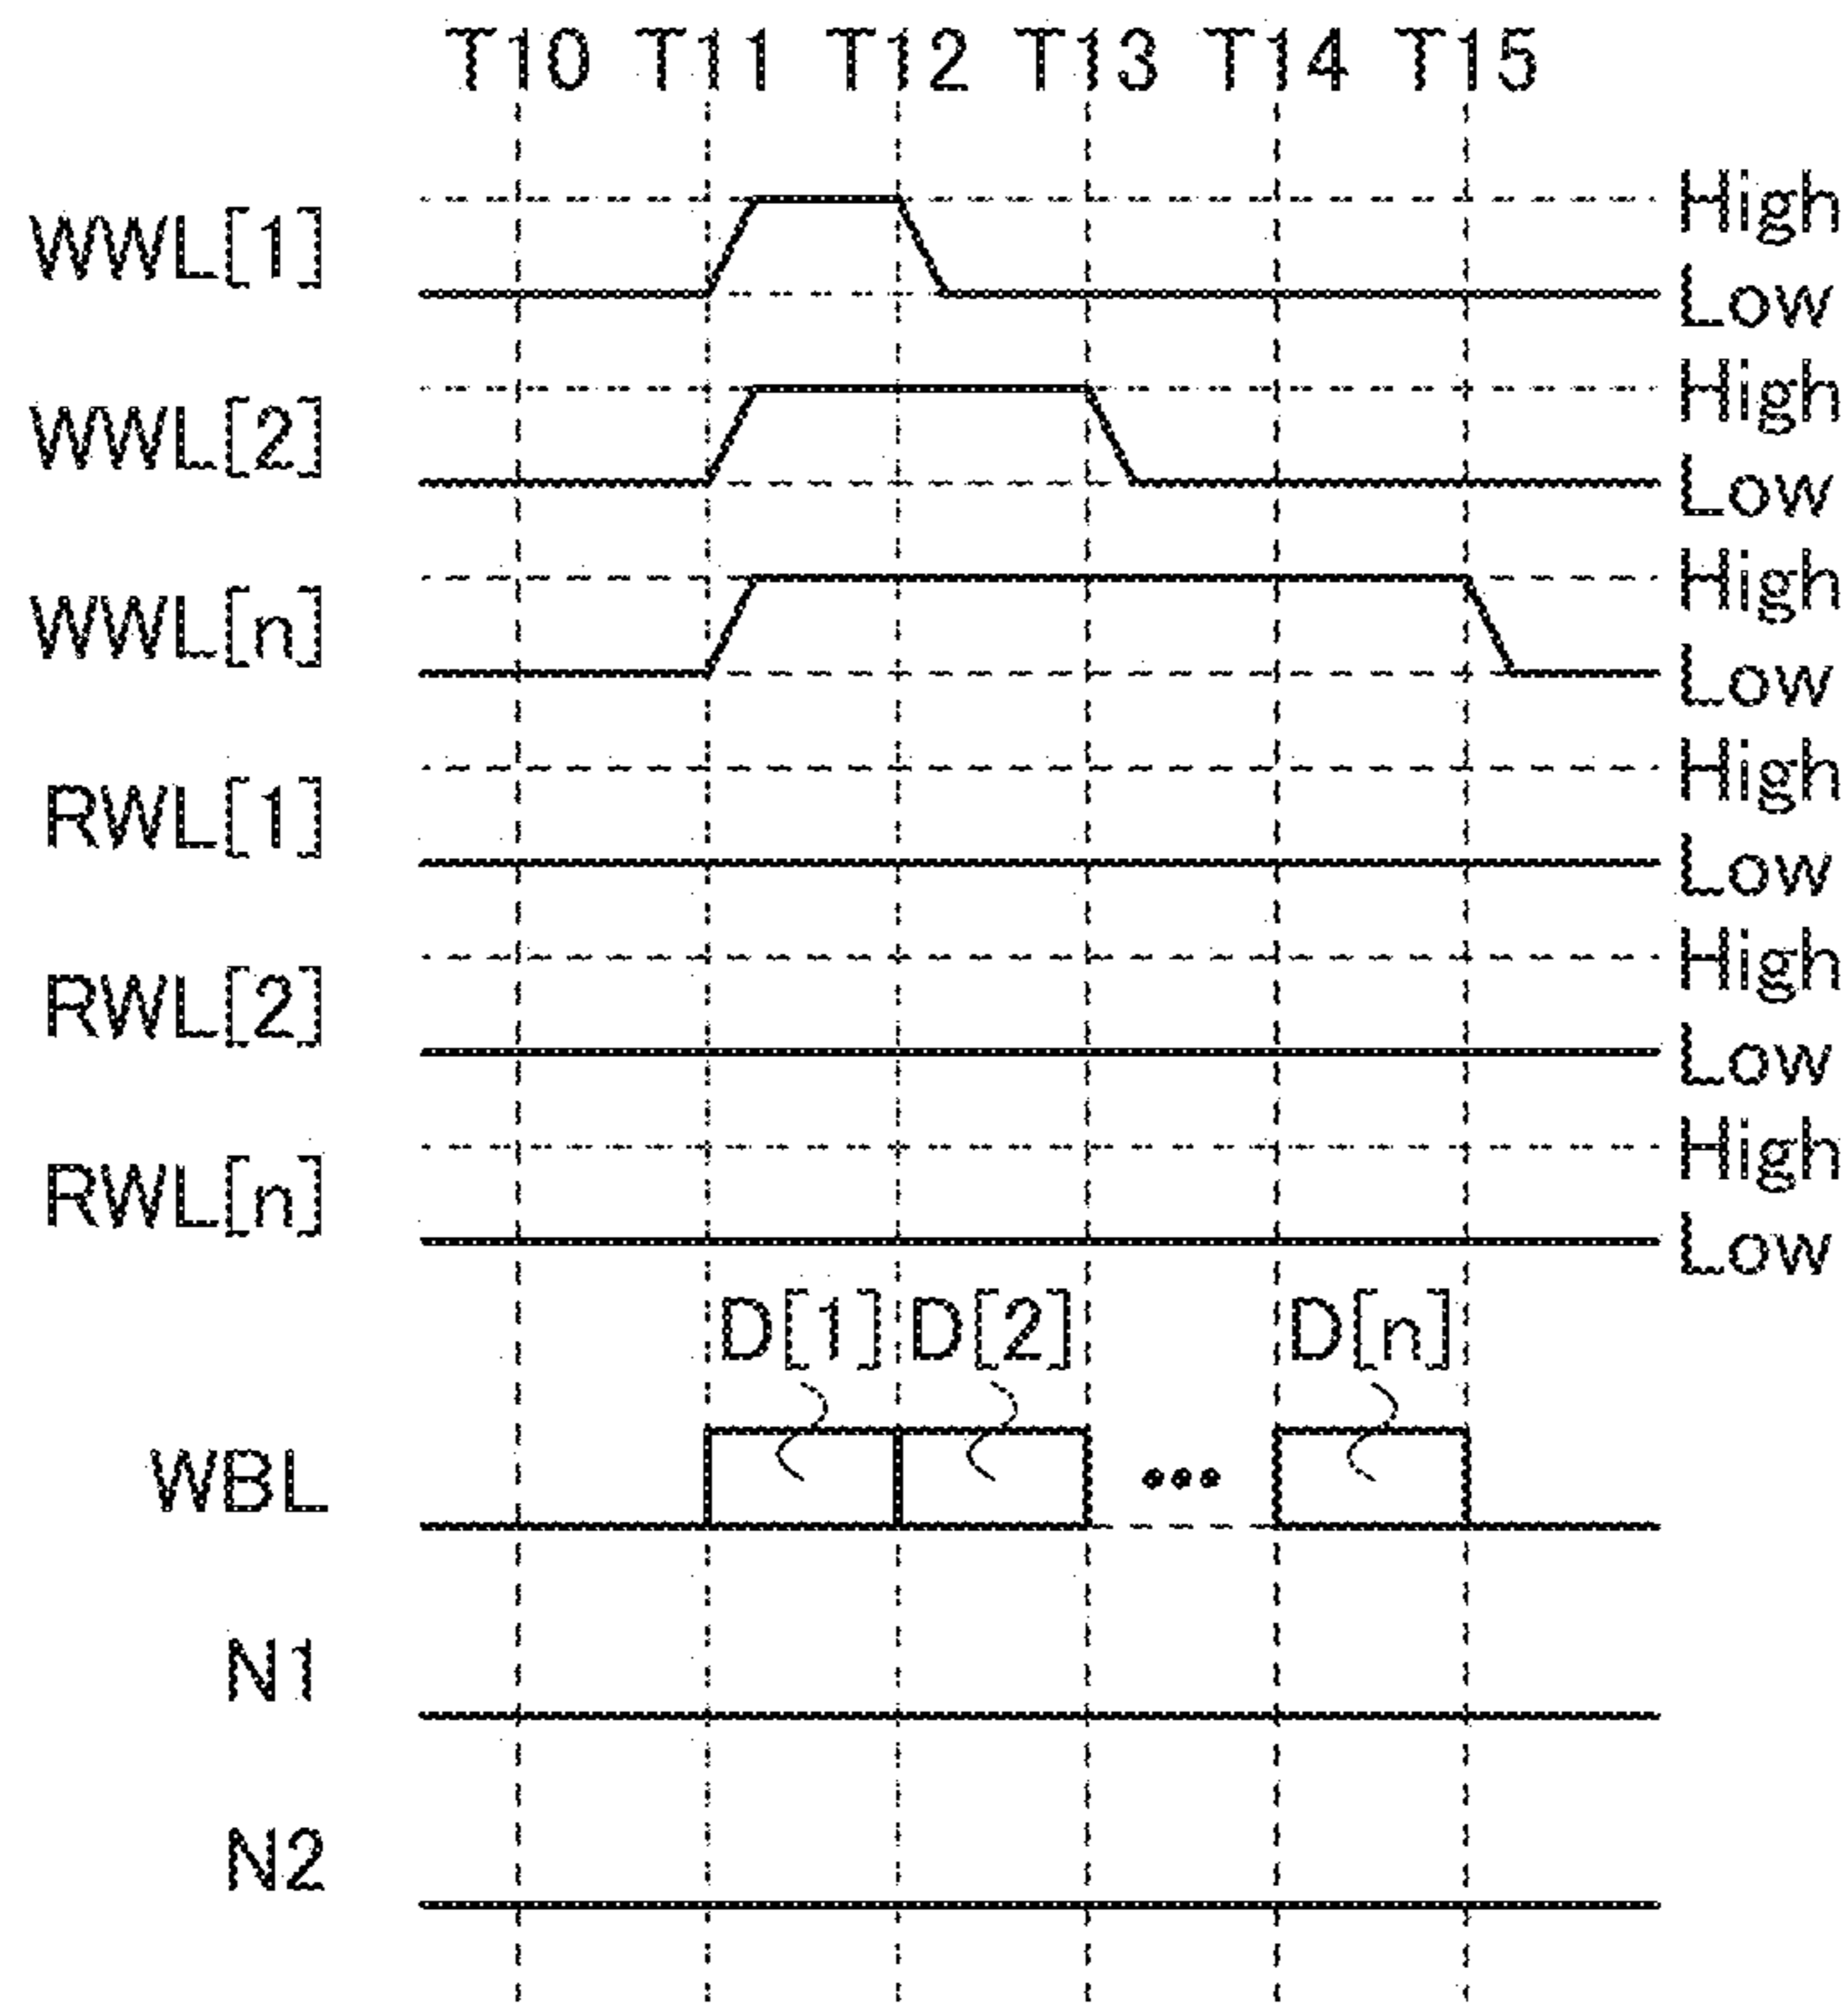 T10 T11 T12 T13 T14 T15
WWL[1] High
Low
WWL[2] High
Low
WWL[n] High
Low
RWL[1] High
Low
RWL[2] High
Low
RWL[n] High
Low
D[1] D[2] D[n]
WBL
N1
N2